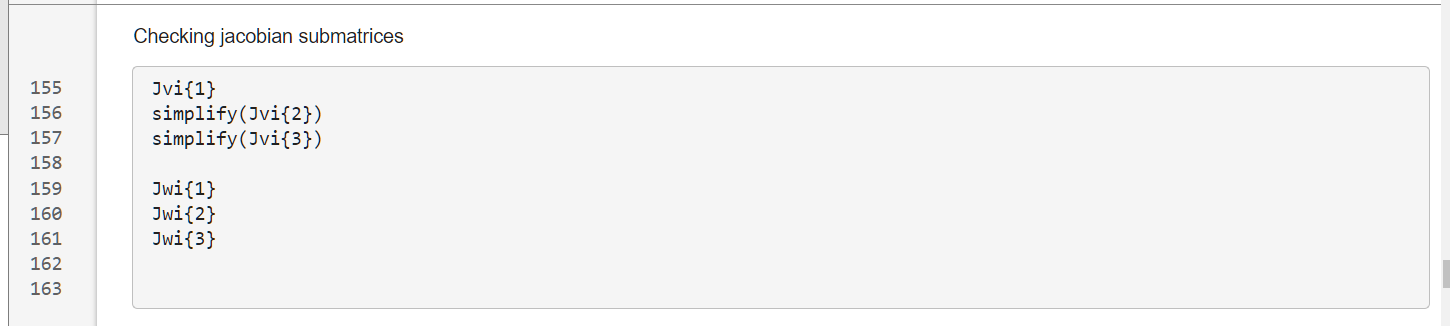 Checking jacobian submatrices
155 Jvi{1}
156 simplify(Jvi{2})
157 simplify(Jvi{3})
158
159 Jwi{1}
160 Jwi{2}
161 Jwi{3}
162
163